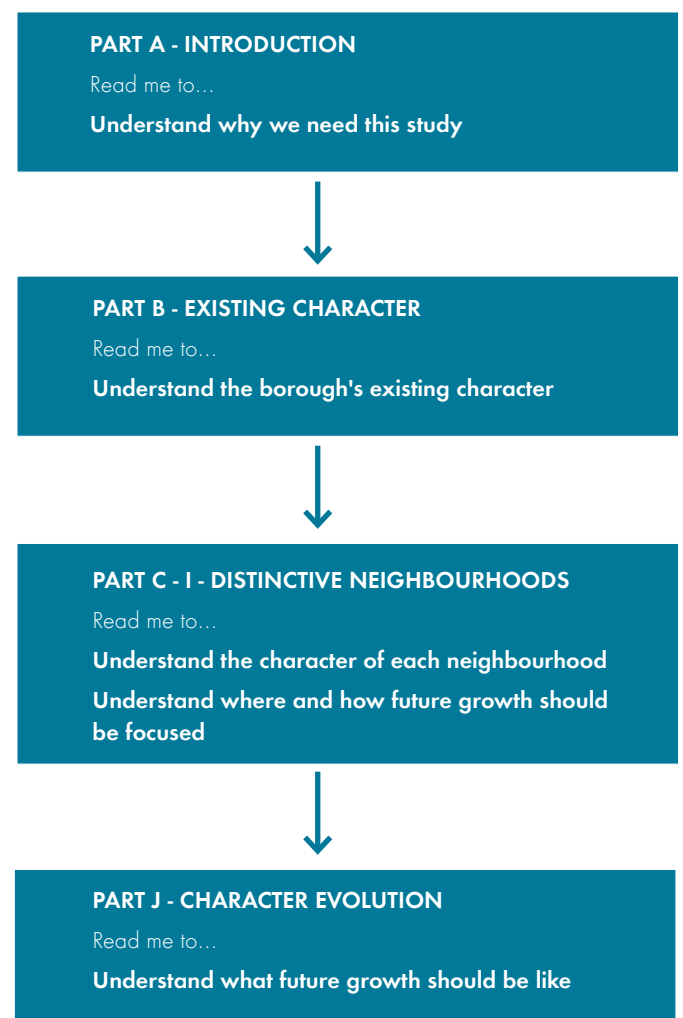 PART A - INTRODUCTION
Read me to...
Understand why we need this study
PART B - EXISTING CHARACTER
Read me to...
Understand the borough's existing character
PART C - I - DISTINCTIVE NEIGHBOURHOODS
Read me to...
Understand the character of each neighbourhood
Understand where and how future growth should
be focused
PART J - CHARACTER EVOLUTION
Read me to...
Understand what future growth should be like